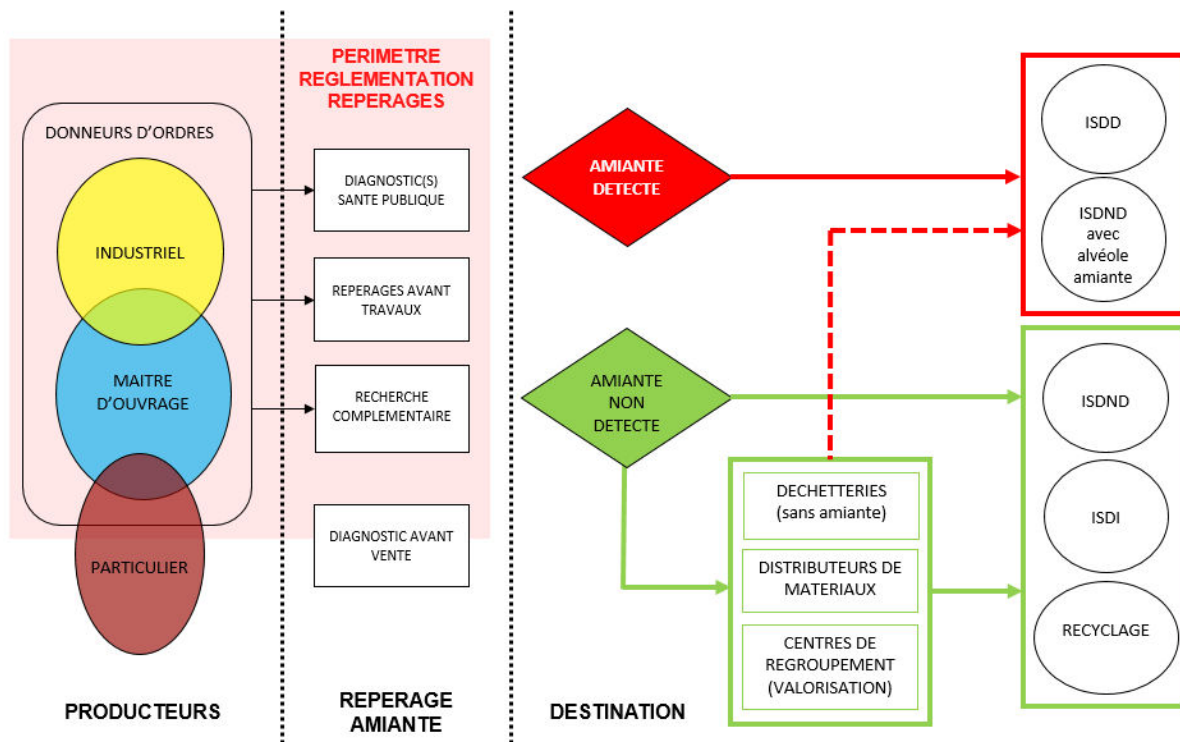 PERIMETRE
REGLEMENTATION
REPERAGES
DONNEURS D'ORDRES
INDUSTRIEL
MAITRE
D'OUVRAGE
PARTICULIER
DIAGNOSTIC(S)
SANTE PUBLIQUE
REPERAGES AVANT
TRAVAUX
RECHERCHE
COMPLEMENTAIRE
DIAGNOSTIC AVANT
VENTE
AMIANTE
DETECTE
AMIANTE
NON
DETECTE
DECHETTERIES
(sans amiante)
DISTRIBUTEURS DE
MATERIAUX
CENTRES DE
REGROUPEMENT
(VALORISATION)
ISDD
ISDND
avec
alvéole
amiante
ISDND
ISDI
RECYCLAGE
PRODUCTEURS
REPERAGE
AMIANTE
DESTINATION